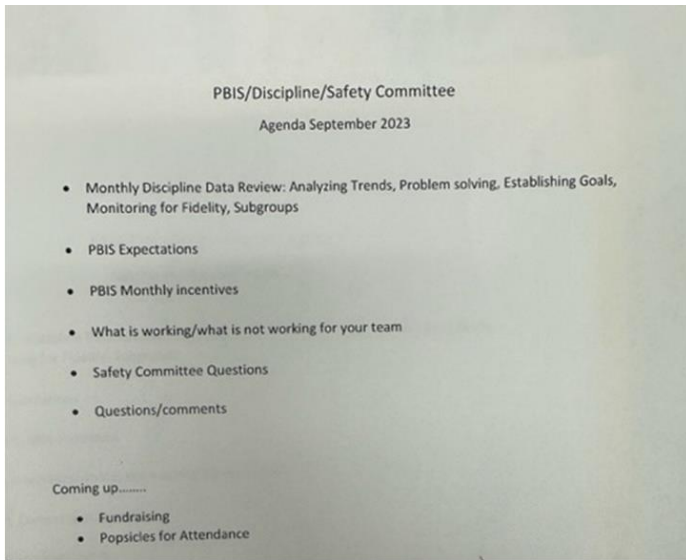 PBIS/Discipline/Safety Committee
Agenda September 2023
• Monthly Discipline Data Review: Analyzing Trends, Problem solving, Establishing Goals,
Monitoring for Fidelity, Subgroups
• PBIS Expectations
• PBIS Monthly incentives
• What is working/what is not working for your team
• Safety Committee Questions
• Questions/comments
Coming up........
• Fundraising
• Popsicles for Attendance